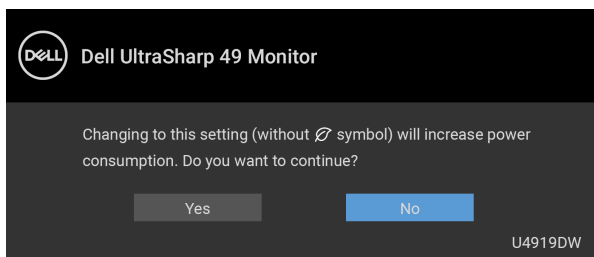 DELL
Dell UltraSharp 49 Monitor
Changing to this setting (without symbol) will increase power
consumption. Do you want to continue?
Yes No
U4919DW